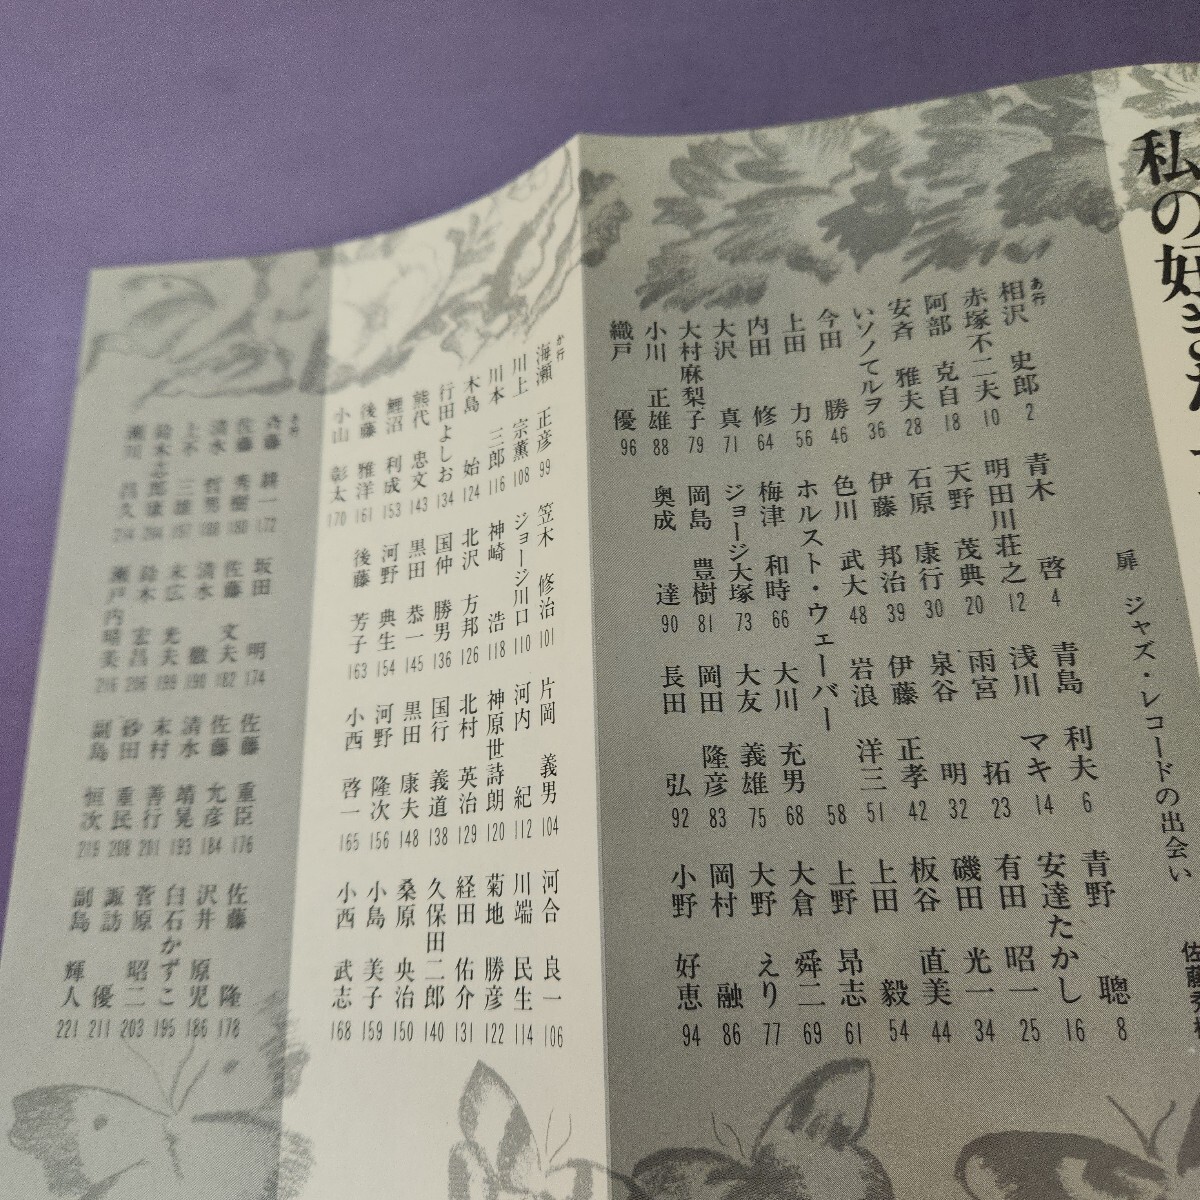 私の好きな
扉 ジャズ・レコードの出会い
佐藤秀樹
あ行
相沢 史郎 2 青木 啓 4 青島 利夫 6 青野 聰 8
赤塚不二夫 10 明田川荘之 12 浅川マキ 14 安達たかし 16
阿部 克自 18 天野 茂典 20 雨宮 拓 23 有田 昭一 25
安斉 雅夫 28 石原 康行 30 泉谷 明 32 磯田 光一 34
いソノてルヲ 36 伊藤 邦治 39 伊藤 正孝 42 板谷 直美 44
今田 勝 46 色川 武大 48 岩浪 洋三 51 上田 毅 54
上田 力 56 ホルスト・ウェーバー 58 上野 昂志 61
内田 修 64 梅津 和時 66 大川 充男 68 大倉 舜二 69
大沢 真 71 ジョージ大塚 73 大友 義雄 75 大野 えり 77
大村麻梨子 79 岡島 豊樹 81 岡田 隆彦 83 岡村 融 86
小川 正雄 88 奥成 達 90 長田 弘 92 小野 好恵 94
織戸 優 96
か行
海瀬 正彦 99 笠木 修治 101 片岡 義男 104 河合 良一 106
川上 宗薫 108 ジョージ川口 110 河内 紀 112 川端 民生 114
川本 三郎 116 神崎 浩 118 神原世詩朗 120 菊地 勝彦 122
木島 始 124 北沢 方邦 126 北村 英治 129 経田 佑介 131
行田よしお 134 国仲 勝男 136 国行 義道 138 久保田二郎 140
熊代 忠文 143 黒田 恭一 145 黒田 康夫 148 桑原 央治 150
鯉沼 利成 153 河野 典生 154 河野 隆次 156 小島 美子 159
後藤 雅洋 161 後藤 芳子 163 小西 啓一 165 小西 武志 168
小山 彰太 170
さ行
斉藤 耕一 172 坂田 明 174 佐藤 重臣 176 佐藤 隆 178
佐藤 秀樹 180 佐藤 文夫 182 佐藤 允彦 184 沢井 原児 186
清水 哲男 188 清水 徹 190 清水 靖晃 193 白石かずこ 195
上不 三雄 197 末広 光夫 199 末村 善行 201 菅原 昭二 203
鈴木志郎康 204 鈴木 宏昌 206 砂田 重民 208 諏訪 優 211
瀬川 昌久 214 瀬戸内晴美 216 副島 恒次 219 副島 輝人 221